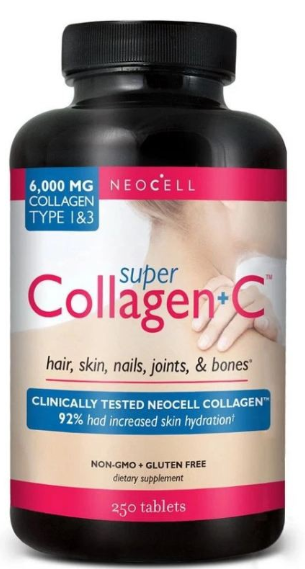 6,000 MG
COLLAGEN
TYPE 1&3
NEOCELL
super
Collagen+C™
hair, skin, nails, joints, & bones*
CLINICALLY TESTED NEOCELL COLLAGEN™
92% had increased skin hydration†
NON-GMO + GLUTEN FREE
dietary supplement
250 tablets